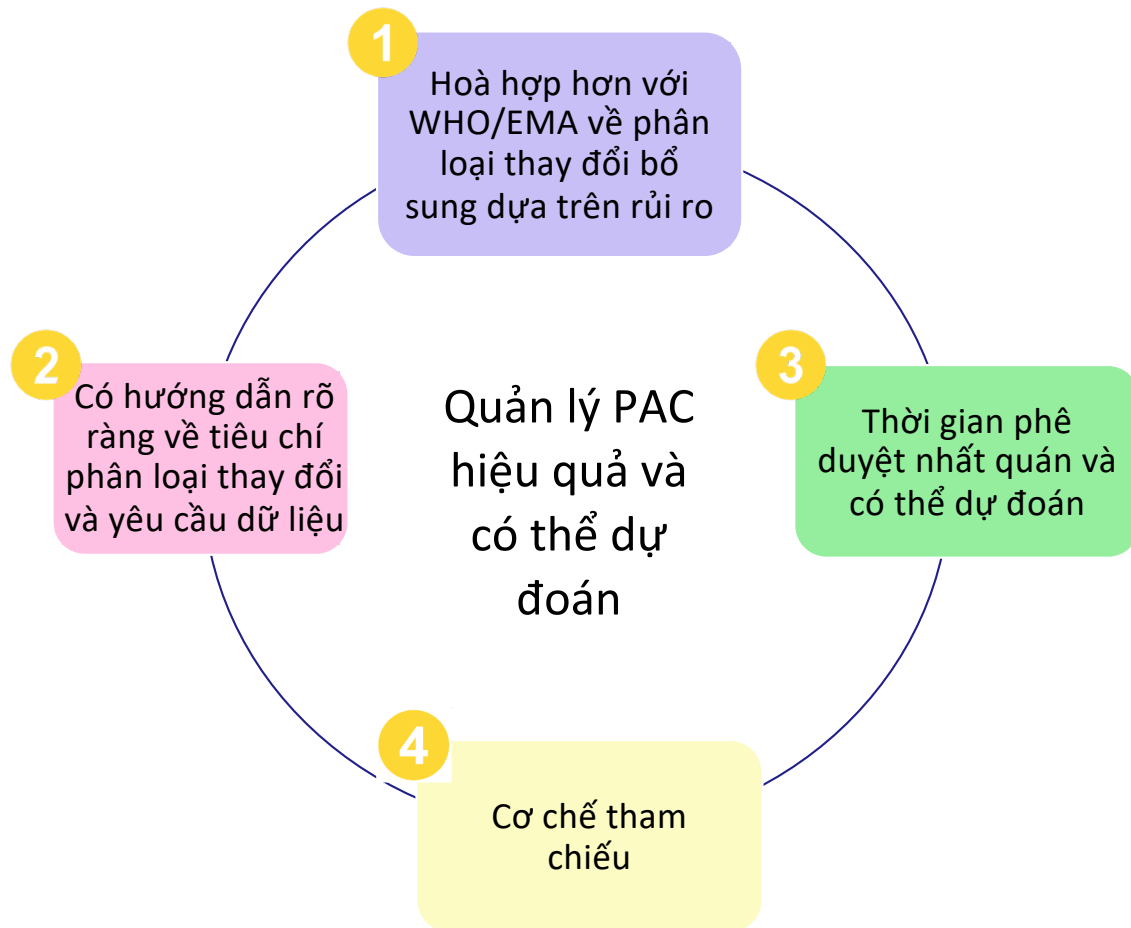 1
Hoà hợp hơn với
WHO/EMA về phân
loại thay đổi bổ
sung dựa trên rủi ro
2
Có hướng dẫn rõ
ràng về tiêu chí
phân loại thay đổi
và yêu cầu dữ liệu
Quản lý PAC
hiệu quả và
có thể dự
đoán
3
Thời gian phê
duyệt nhất quán và
có thể dự đoán
4
Cơ chế tham
chiếu